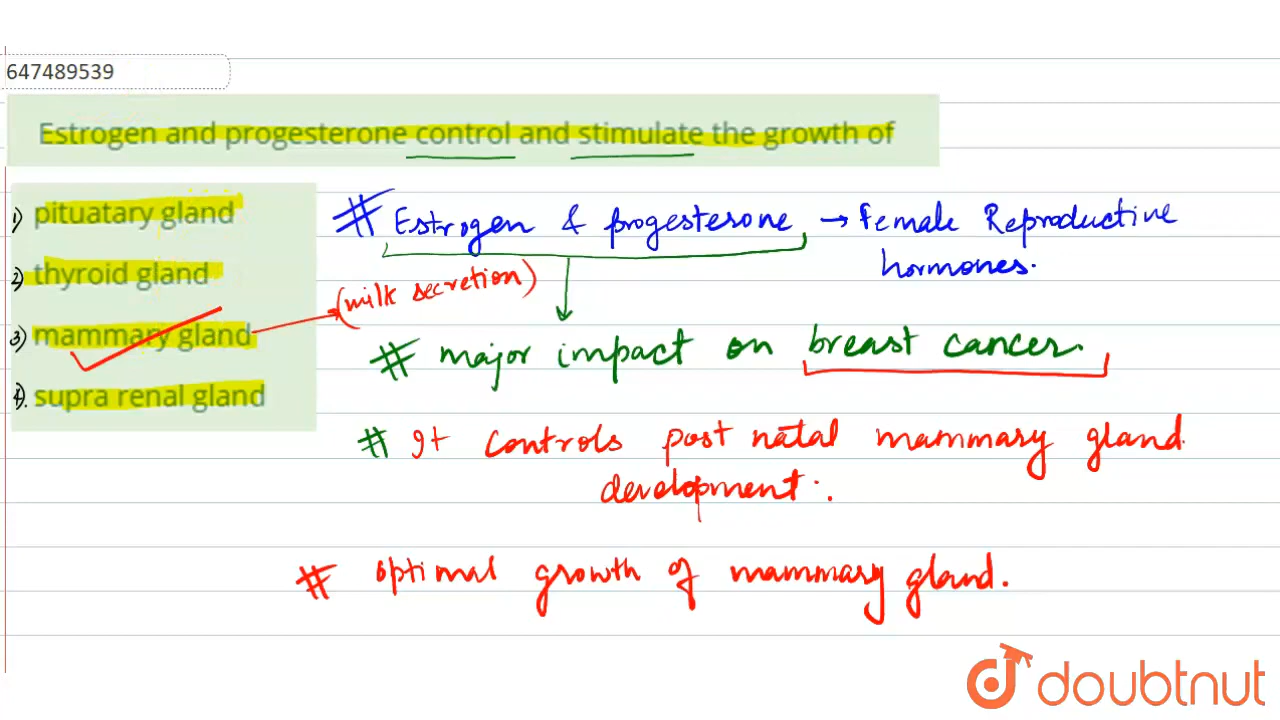 647489539
Estrogen and progesterone control and stimulate the growth of
1) pituatary gland
2) thyroid gland
3) mammary gland
4). supra renal gland
# Estrogen & progesterone → Female Reproductive
hormones.
(milk secretion)
# major impact on breast cancer.
# It controls post natal mammary gland
development.
# optimal growth of mammary gland.
doubtnut